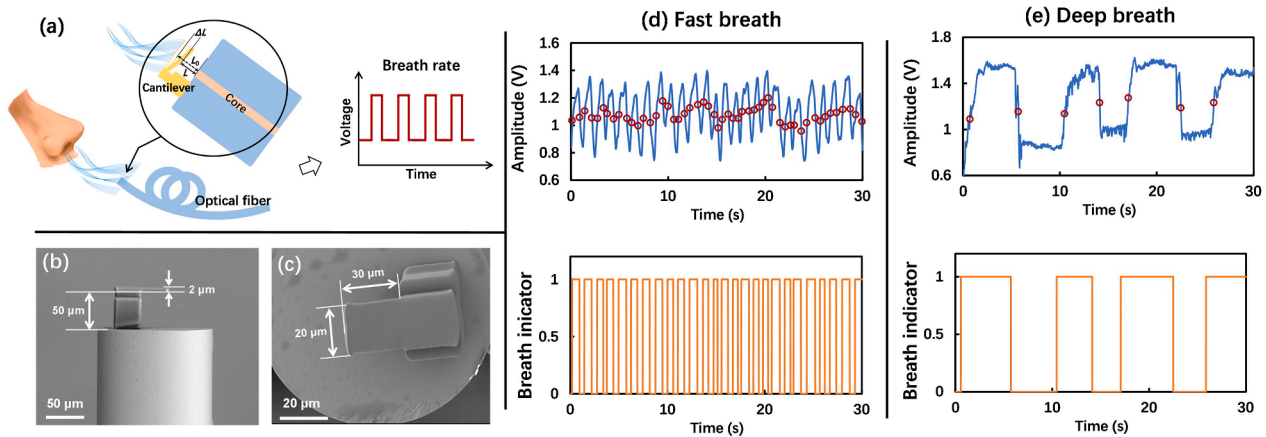 (a)
ΔL
L₀
L
Cantilever
Core
Optical fiber
Breath rate
Voltage
Time
(b)
2 μm
50 μm
50 μm
(c)
30 μm
20 μm
20 μm
(d) Fast breath
Amplitude (V)
1.6
1.4
1.2
1
0.8
0.6
0 10 20 30
Time (s)
Breath inicator
1
0.5
0
0 10 20 30
Time (s)
(e) Deep breath
Amplitude (V)
1.8
1.4
1
0.6
0 10 20 30
Time (s)
Breath indicator
1
0.5
0
0 10 20 30
Time (s)